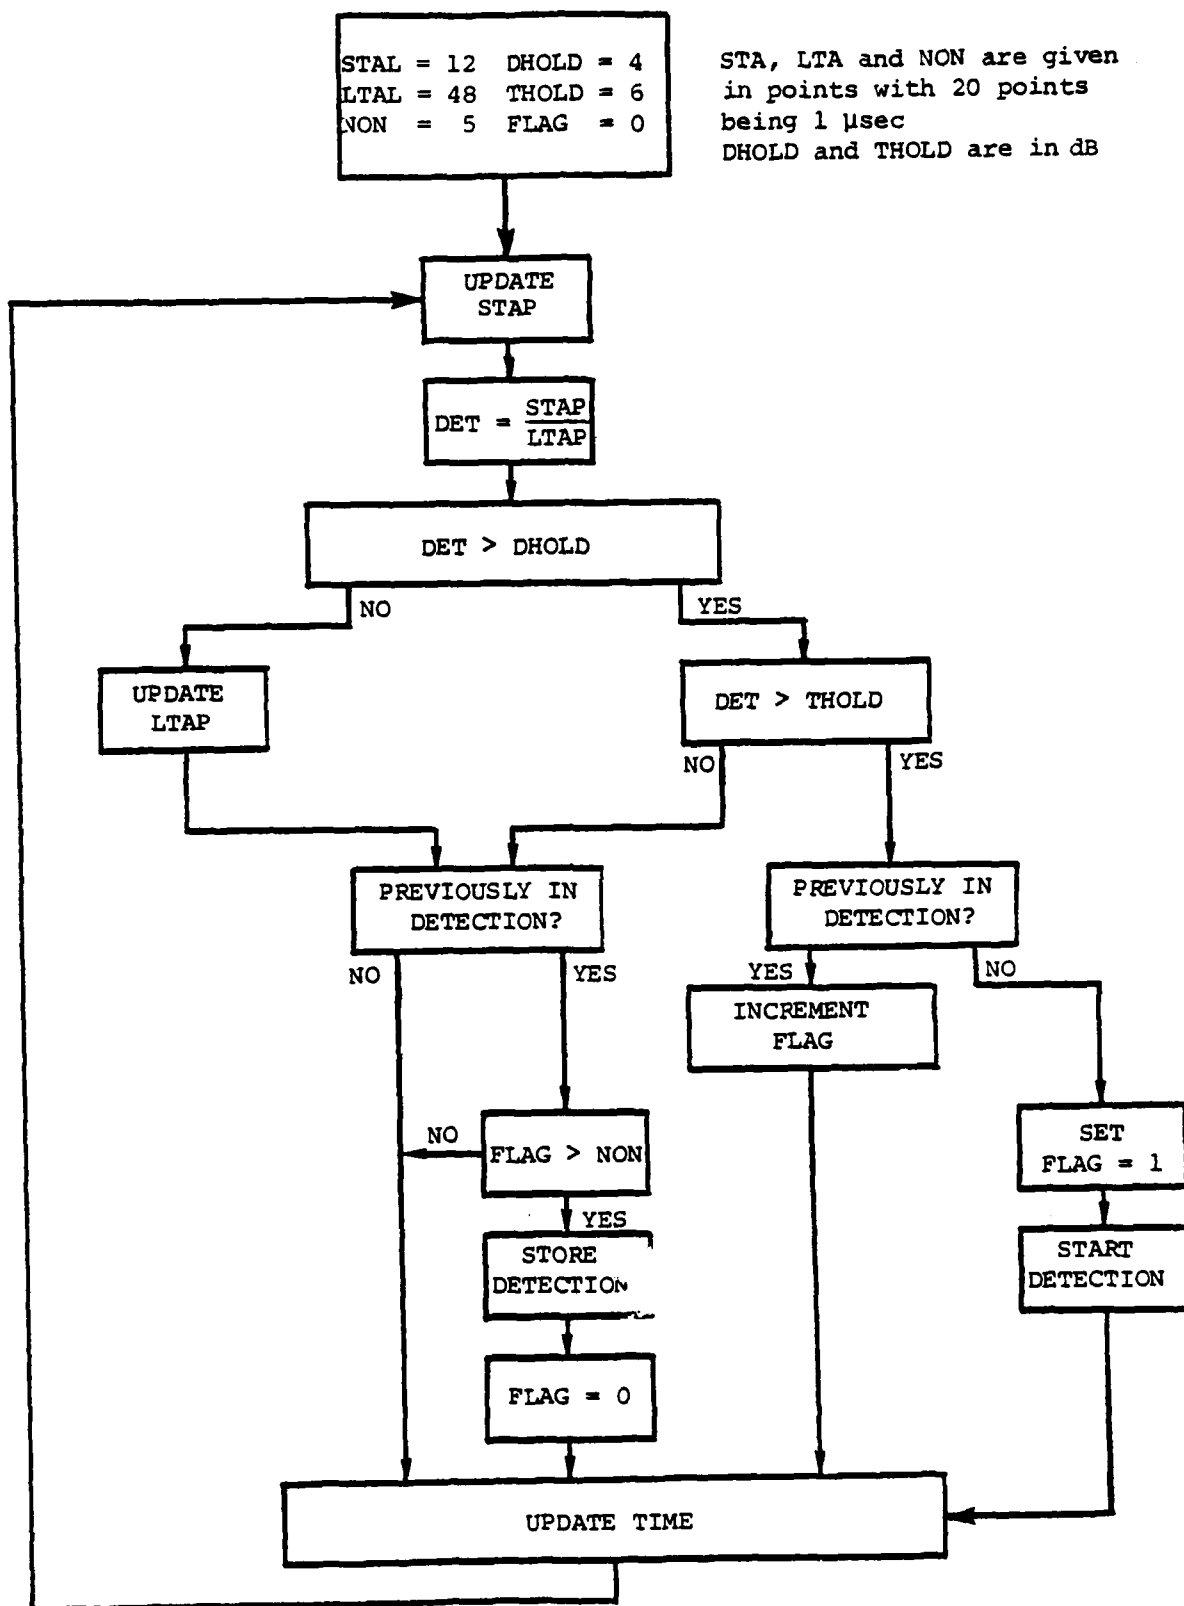 STAL = 12 DHOLD = 4
LTAL = 48 THOLD = 6
NON = 5 FLAG = 0
STA, LTA and NON are given
in points with 20 points
being 1 μsec
DHOLD and THOLD are in dB
UPDATE
STAP
DET = STAP
LTAP
DET > DHOLD
NO
YES
UPDATE
LTAP
DET > THOLD
NO
YES
PREVIOUSLY IN
DETECTION?
PREVIOUSLY IN
DETECTION?
NO
YES
YES
NO
INCREMENT
FLAG
NO
FLAG > NON
SET
FLAG = 1
YES
STORE
DETECTION
START
DETECTION
FLAG = 0
UPDATE TIME